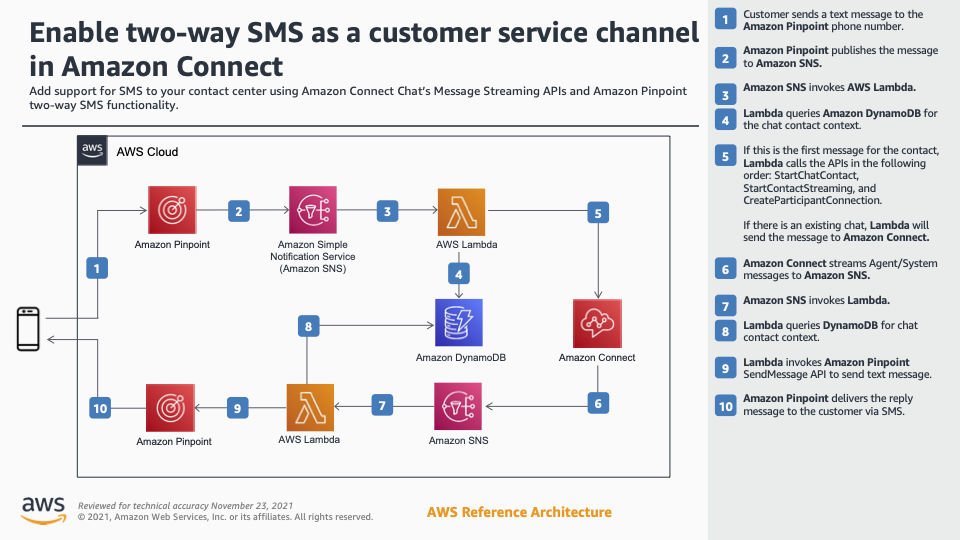 Enable two-way SMS as a customer service channel
in Amazon Connect
Add support for SMS to your contact center using Amazon Connect Chat's Message Streaming APIs and Amazon Pinpoint
two-way SMS functionality.
aws
AWS Cloud
Amazon Pinpoint
2
Amazon Simple
Notification Service
(Amazon SNS)
3
AWS Lambda
5
1
4
8
Amazon DynamoDB
Amazon Connect
10
Amazon Pinpoint
9
AWS Lambda
7
Amazon SNS
6
aws
Reviewed for technical accuracy November 23, 2021
© 2021, Amazon Web Services, Inc. or its affiliates. All rights reserved.
AWS Reference Architecture
1
Customer sends a text message to the
Amazon Pinpoint phone number.
2
Amazon Pinpoint publishes the message
to Amazon SNS.
3
Amazon SNS invokes AWS Lambda.
4
Lambda queries Amazon DynamoDB for
the chat contact context.
5
If this is the first message for the contact,
Lambda calls the APIs in the following
order: StartChatContact,
StartContactStreaming, and
CreateParticipantConnection.
If there is an existing chat, Lambda will
send the message to Amazon Connect.
6
Amazon Connect streams Agent/System
messages to Amazon SNS.
7
Amazon SNS invokes Lambda.
8
Lambda queries DynamoDB for chat
contact context.
9
Lambda invokes Amazon Pinpoint
SendMessage API to send text message.
10
Amazon Pinpoint delivers the reply
message to the customer via SMS.